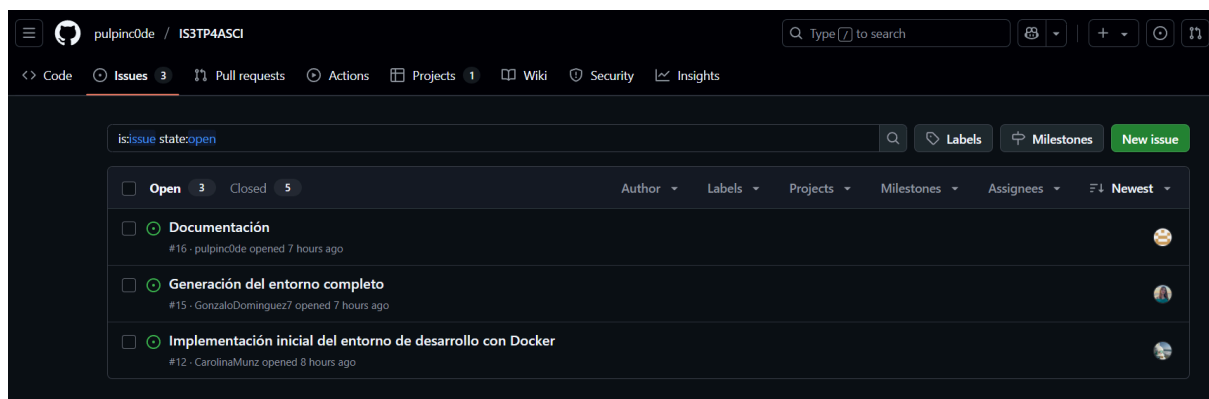 pulpinc0de / IS3TP4ASCI
Type / to search
Code Issues 3 Pull requests Actions Projects 1 Wiki Security Insights
is:issue state:open
Labels Milestones New issue
Open 3 Closed 5 Author Labels Projects Milestones Assignees Newest
Documentación
#16 · pulpinc0de opened 7 hours ago
Generación del entorno completo
#15 · GonzaloDominguez7 opened 7 hours ago
Implementación inicial del entorno de desarrollo con Docker
#12 · CarolinaMunz opened 8 hours ago